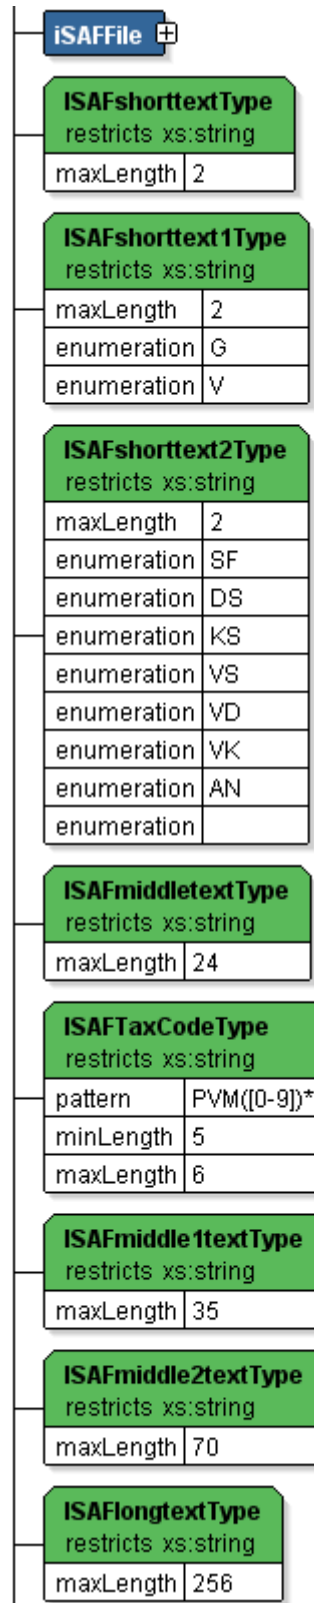 iSAFFile
ISAFshorttextType
restricts xs:string
maxLength 2
ISAFshorttext1Type
restricts xs:string
maxLength 2
enumeration G
enumeration V
ISAFshorttext2Type
restricts xs:string
maxLength 2
enumeration SF
enumeration DS
enumeration KS
enumeration VS
enumeration VD
enumeration VK
enumeration AN
enumeration
ISAFmiddletextType
restricts xs:string
maxLength 24
ISAFTaxCodeType
restricts xs:string
pattern PVM([0-9])*
minLength 5
maxLength 6
ISAFmiddle1textType
restricts xs:string
maxLength 35
ISAFmiddle2textType
restricts xs:string
maxLength 70
ISAFlongtextType
restricts xs:string
maxLength 256